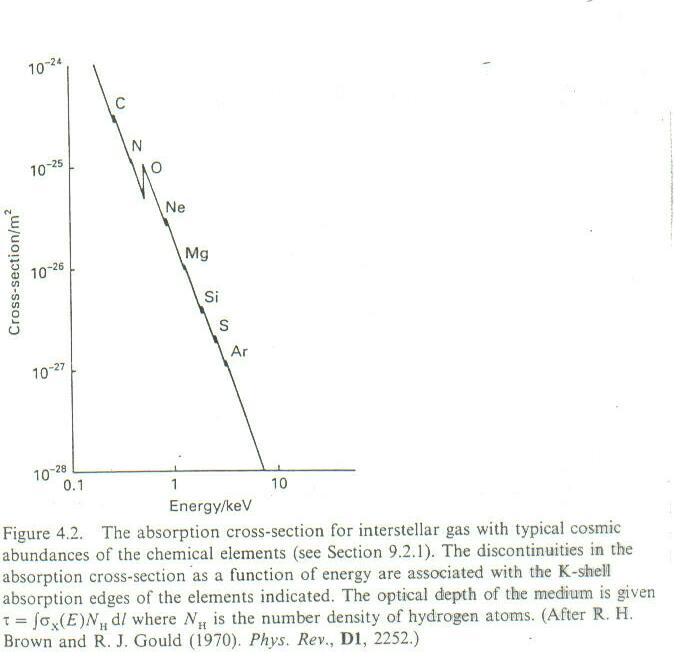 10⁻²⁴
C
N
10⁻²⁵
O
Ne
Mg
10⁻²⁶
Si
S
Ar
10⁻²⁷
10⁻²⁸
0.1
1
10
Cross-section/m²
Energy/keV
Figure 4.2. The absorption cross-section for interstellar gas with typical cosmic
abundances of the chemical elements (see Section 9.2.1). The discontinuities in the
absorption cross-section as a function of energy are associated with the K-shell
absorption edges of the elements indicated. The optical depth of the medium is given
τ = ∫σₓ(E)N_H dl where N_H is the number density of hydrogen atoms. (After R. H.
Brown and R. J. Gould (1970). Phys. Rev., D1, 2252.)